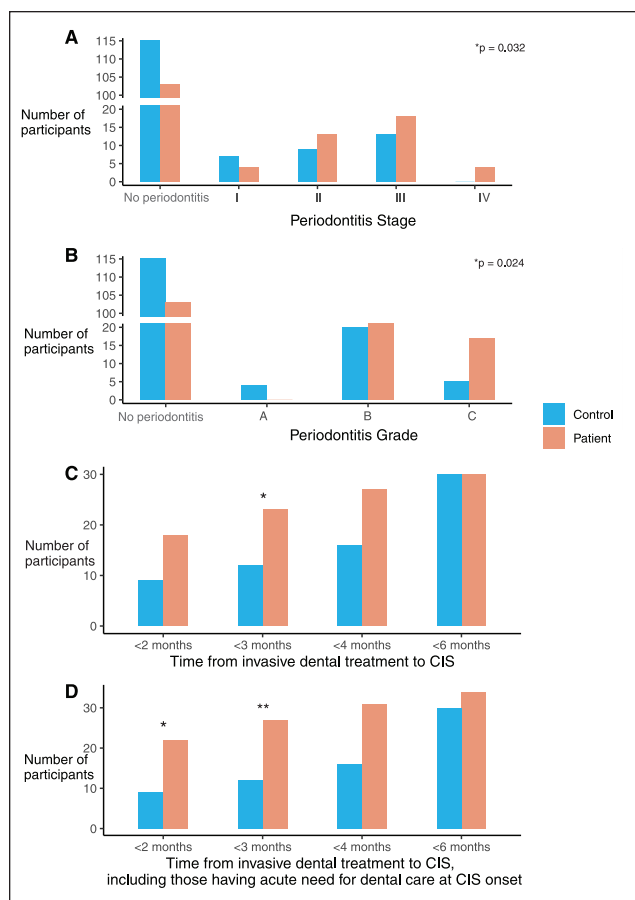 A
*p = 0.032
115
110
105
100
Number of
participants
20
15
10
5
0
No periodontitis I II III IV
Periodontitis Stage
B
*p = 0.024
115
110
105
100
Number of
participants
20
15
10
5
0
No periodontitis A B C
Periodontitis Grade
Control
Patient
C
30
*
Number of
participants
20
10
0
<2 months <3 months <4 months <6 months
Time from invasive dental treatment to CIS
D
30
* **
Number of
participants
20
10
0
<2 months <3 months <4 months <6 months
Time from invasive dental treatment to CIS,
including those having acute need for dental care at CIS onset